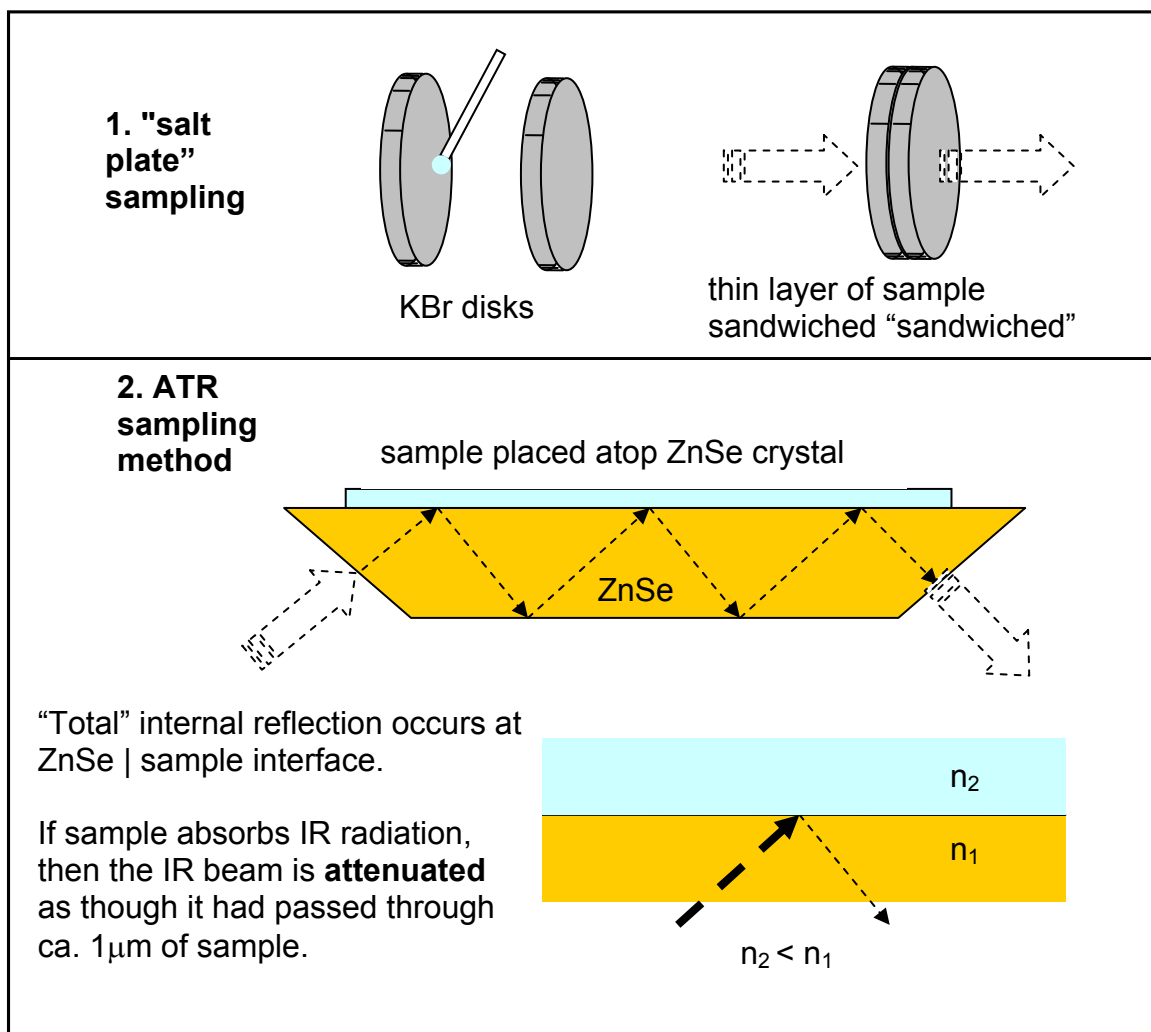 1. "salt
plate”
sampling
KBr disks
thin layer of sample
sandwiched “sandwiched”
2. ATR
sampling
method
sample placed atop ZnSe crystal
ZnSe
“Total” internal reflection occurs at
ZnSe | sample interface.
If sample absorbs IR radiation,
then the IR beam is attenuated
as though it had passed through
ca. 1μm of sample.
n₂
n₁
n₂ < n₁